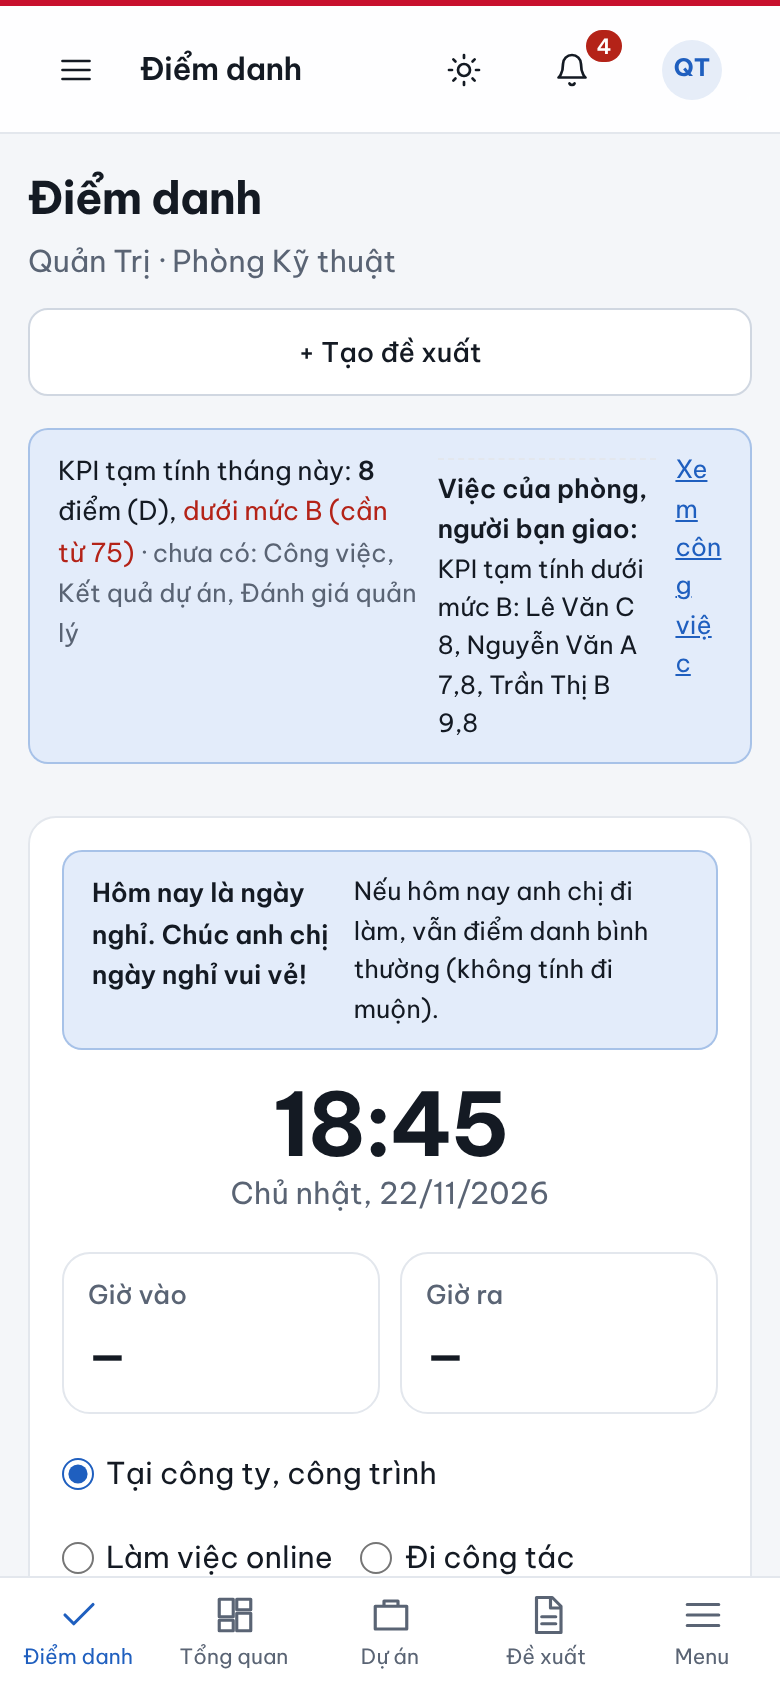 Điểm danh
4
QT
Điểm danh
Quản Trị · Phòng Kỹ thuật
+ Tạo đề xuất
KPI tạm tính tháng này: 8
điểm (D), dưới mức B (cần
từ 75) · chưa có: Công việc,
Kết quả dự án, Đánh giá quản
lý
Việc của phòng,
người bạn giao:
KPI tạm tính dưới
mức B: Lê Văn C
8, Nguyễn Văn A
7,8, Trần Thị B
9,8
Xe
m
côn
g
việ
c
Hôm nay là ngày
nghỉ. Chúc anh chị
ngày nghỉ vui vẻ!
Nếu hôm nay anh chị đi
làm, vẫn điểm danh bình
thường (không tính đi
muộn).
18:45
Chủ nhật, 22/11/2026
Giờ vào
–
Giờ ra
–
Tại công ty, công trình
Làm việc online
Đi công tác
Điểm danh
Tổng quan
Dự án
Đề xuất
Menu